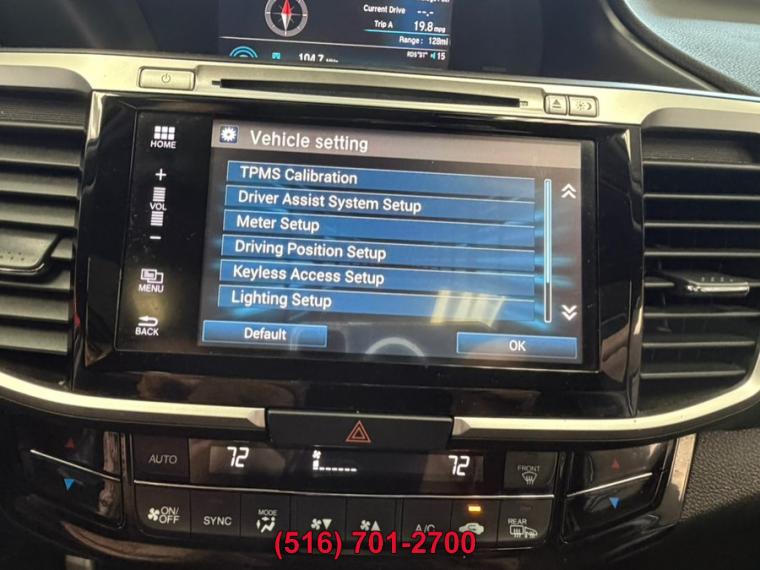 Current Drive --.-
Trip A 19.8 mpg
Range: 128mi
104.7
15
HOME
+
VOL
-
MENU
BACK
Vehicle setting
TPMS Calibration
Driver Assist System Setup
Meter Setup
Driving Position Setup
Keyless Access Setup
Lighting Setup
Default
OK
AUTO
72
72
FRONT
ON/
OFF
SYNC
MODE
A/C
REAR
(516) 701-2700